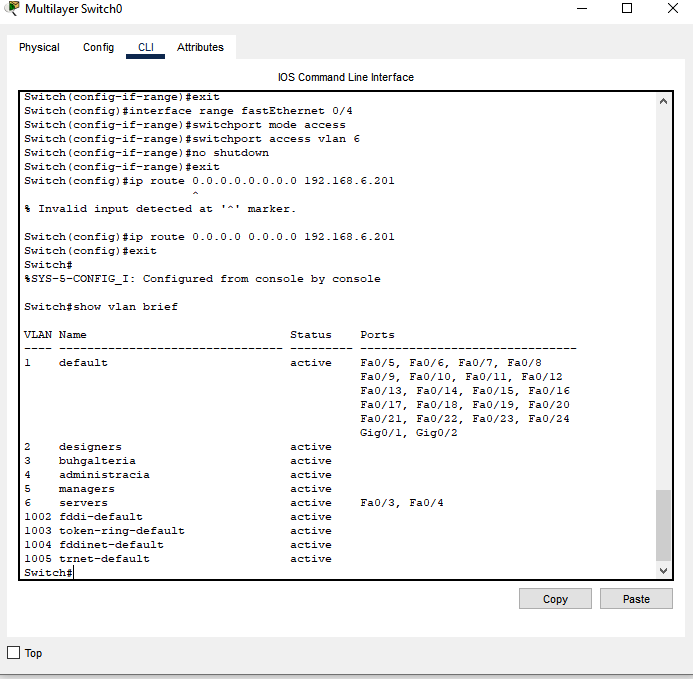 Multilayer Switch0
Physical Config CLI Attributes
IOS Command Line Interface
Switch(config-if-range)#exit
Switch(config)#interface range fastEthernet 0/4
Switch(config-if-range)#switchport mode access
Switch(config-if-range)#switchport access vlan 6
Switch(config-if-range)#no shutdown
Switch(config-if-range)#exit
Switch(config)#ip route 0.0.0.0.0.0.0.0 192.168.6.201
^
% Invalid input detected at '^' marker.
Switch(config)#ip route 0.0.0.0 0.0.0.0 192.168.6.201
Switch(config)#exit
Switch#
%SYS-5-CONFIG_I: Configured from console by console
Switch#show vlan brief
VLAN Name Status Ports
---- -------------------------------- --------- -------------------------------
1 default active Fa0/5, Fa0/6, Fa0/7, Fa0/8
Fa0/9, Fa0/10, Fa0/11, Fa0/12
Fa0/13, Fa0/14, Fa0/15, Fa0/16
Fa0/17, Fa0/18, Fa0/19, Fa0/20
Fa0/21, Fa0/22, Fa0/23, Fa0/24
Gig0/1, Gig0/2
2 designers active
3 buhgalteria active
4 administracia active
5 managers active
6 servers active Fa0/3, Fa0/4
1002 fddi-default active
1003 token-ring-default active
1004 fddinet-default active
1005 trnet-default active
Switch#
Copy Paste
Top